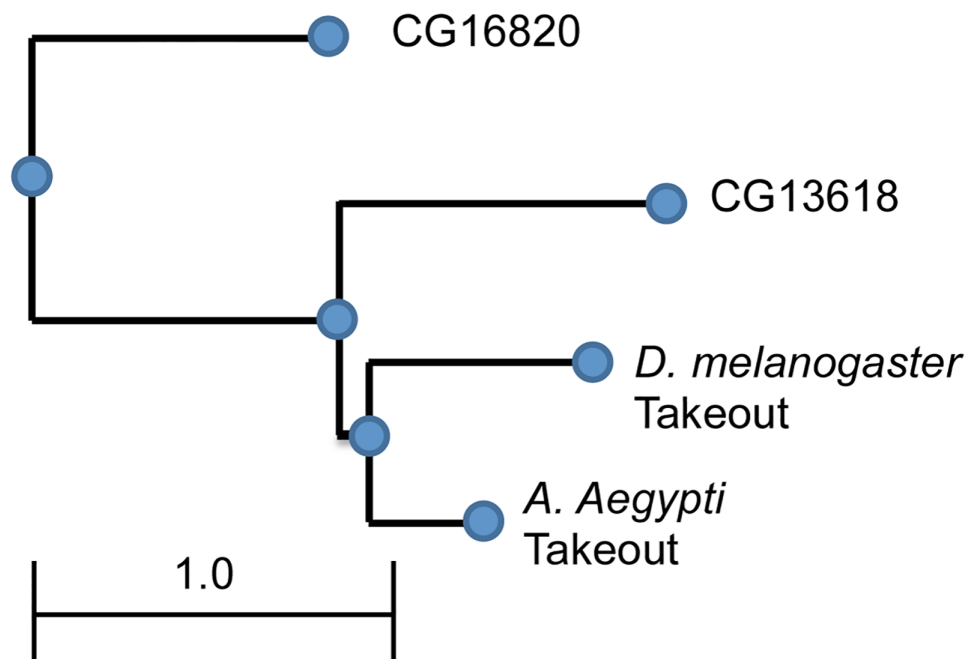 CG16820
CG13618
D. melanogaster
Takeout
A. Aegypti
Takeout
1.0